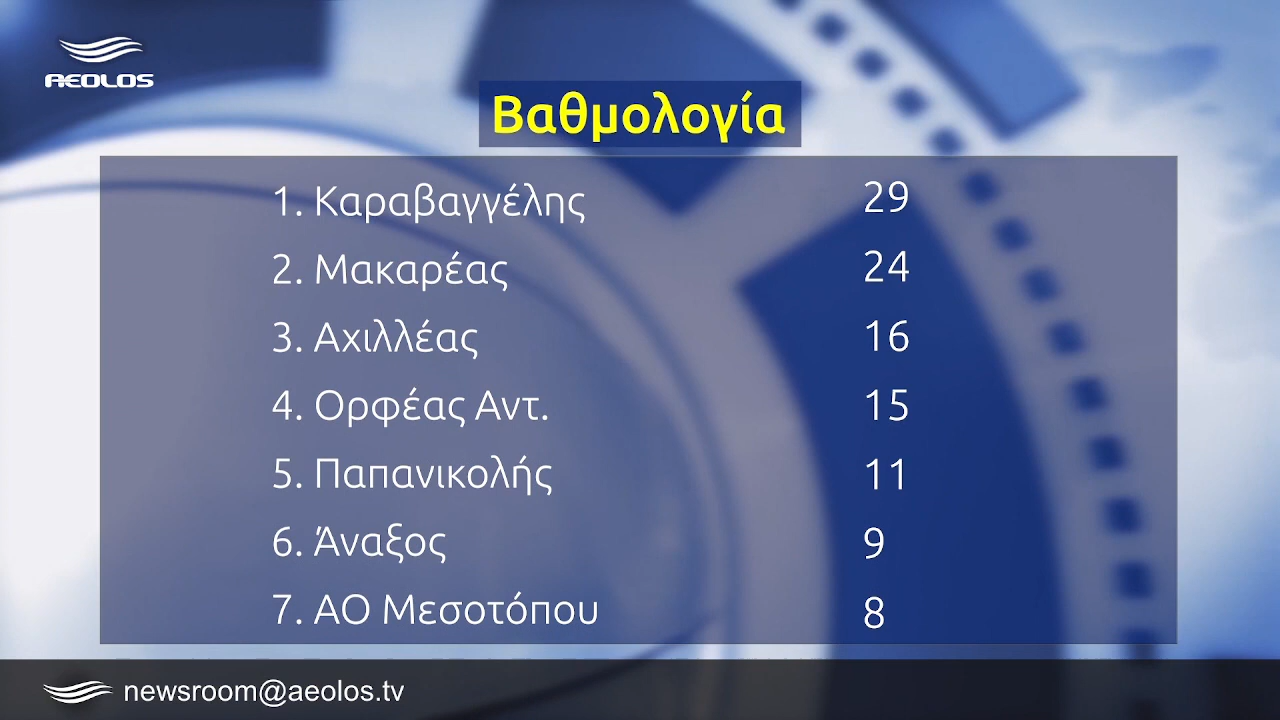 AEOLOS
Βαθμολογία
1. Καραβαγγέλης 29
2. Μακαρέας 24
3. Αχιλλέας 16
4. Ορφέας Αντ. 15
5. Παπανικολής 11
6. Άναξος 9
7. ΑΟ Μεσοτόπου 8
newsroom@aeolos.tv